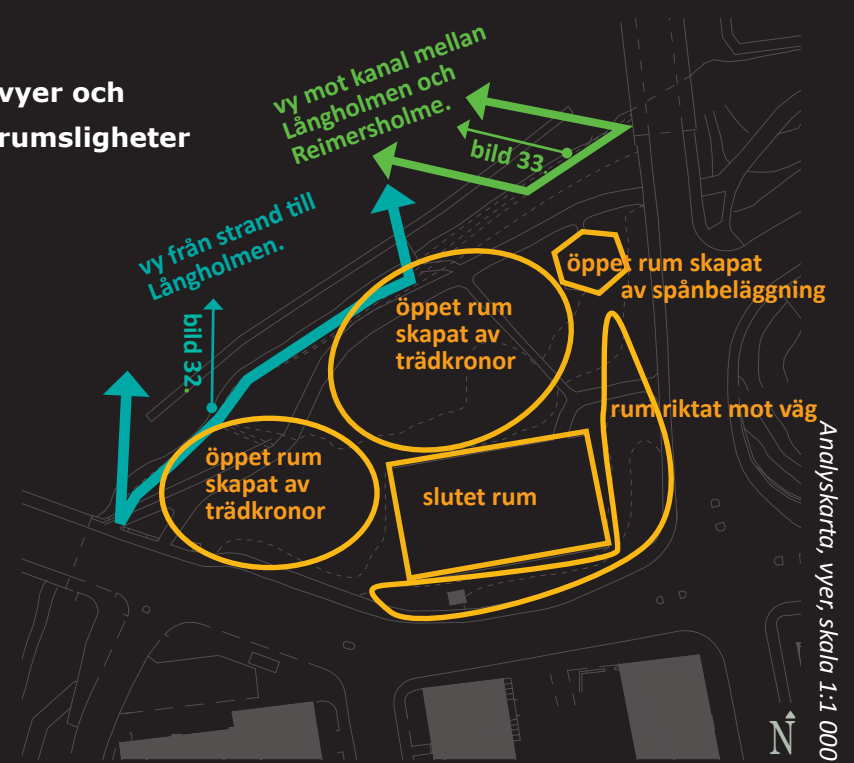 vyer och
rumsligheter
vy mot kanal mellan
Långholmen och
Reimersholme.
bild 33.
vy från strand till
Långholmen.
bild 32.
öppet rum skapat
av spånbeläggning
öppet rum
skapat av
trädkronor
rum riktat mot väg
öppet rum
skapat av
trädkronor
slutet rum
Analyskarta, vyer, skala 1:1 000
N